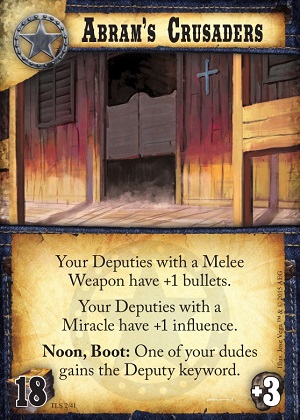 Abram's Crusaders
Your Deputies with a Melee
Weapon have +1 bullets.
Your Deputies with a
Miracle have +1 influence.
Noon, Boot: One of your dudes
gains the Deputy keyword.
18
+3